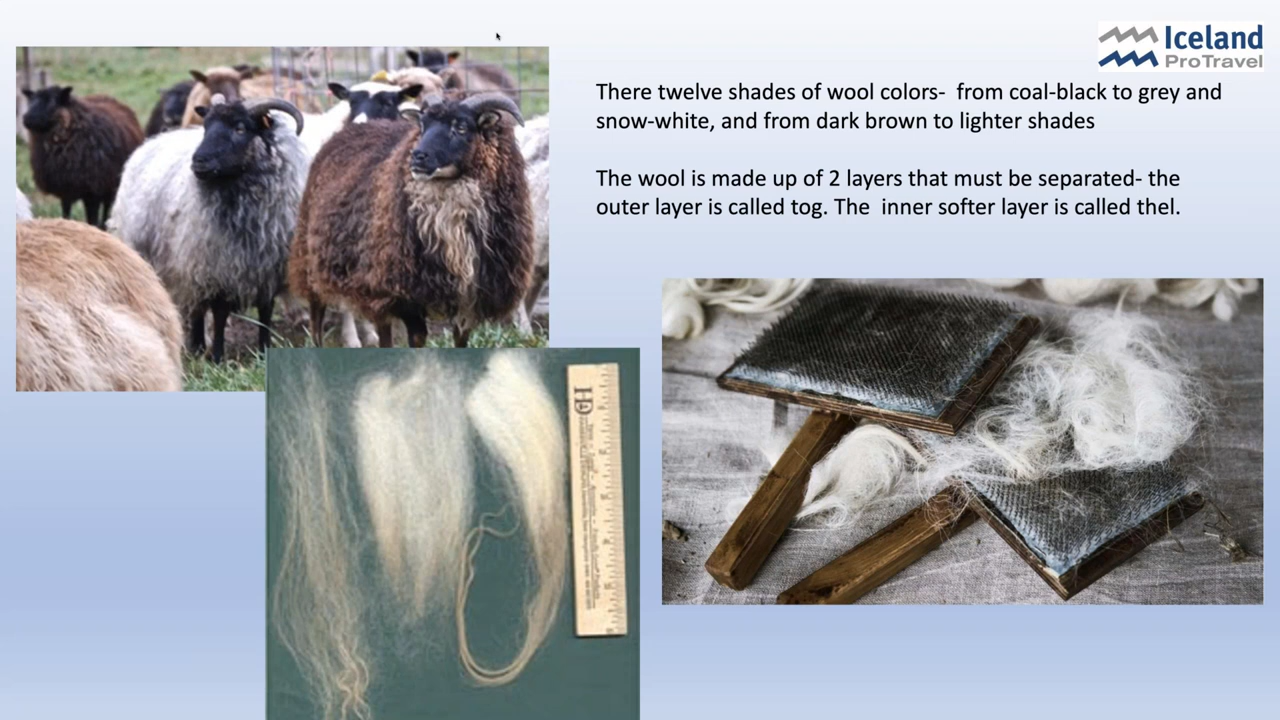 Iceland
ProTravel
There twelve shades of wool colors-  from coal-black to grey and
snow-white, and from dark brown to lighter shades
The wool is made up of 2 layers that must be separated- the
outer layer is called tog. The  inner softer layer is called thel.
HD